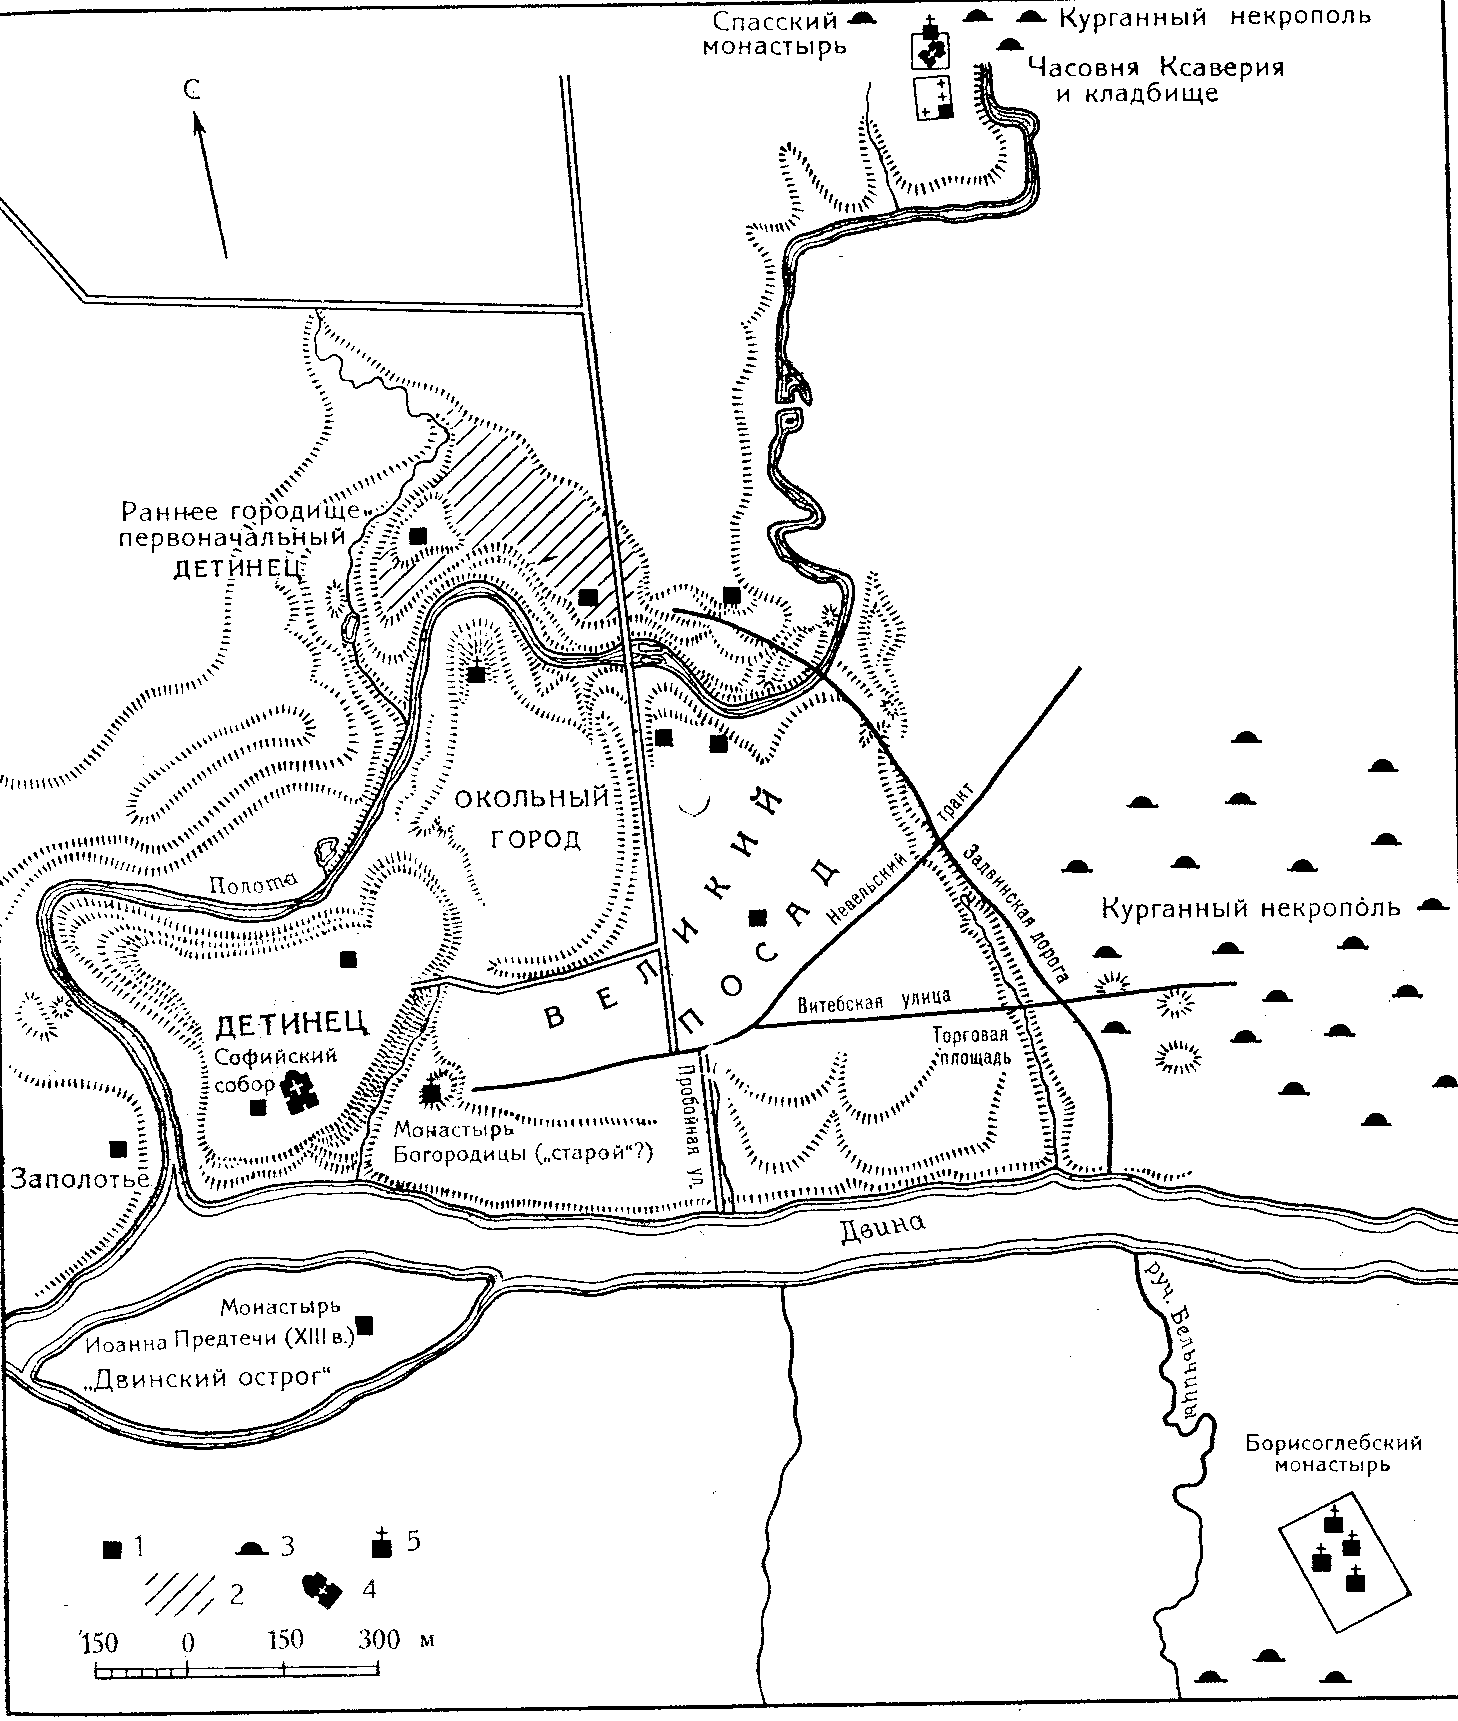 Спасский
монастырь
Курганный некрополь
Часовня Ксаверия
и кладбище
С
Раннее городище-
первоначальный
ДЕТИНЕЦ
ОКОЛЬНЫЙ
ГОРОД
ВЕЛИКИЙ
ПОСАД
Невельский тракт
Залвинская дорога
Курганный некрополь
Полота
ДЕТИНЕЦ
Софийский
собор
Витебская улица
Торговая
площадь
Пробойная ул.
Монастырь
Богородицы („старой“?)
Заполотье
Двина
Монастырь
Иоанна Предтечи (XIII в.)
„Двинский острог“
руч. Бельчица
Борисоглебский
монастырь
1 3 5
2 4
150 0 150 300 м